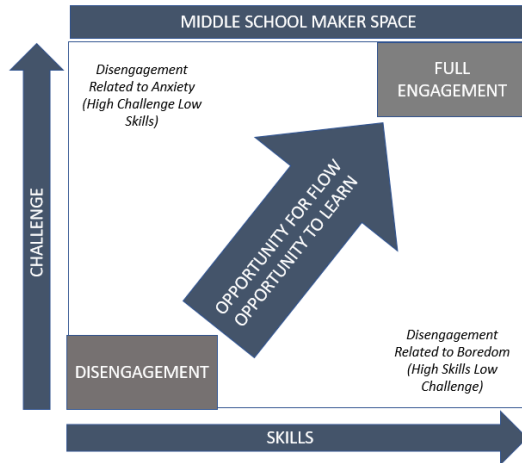 MIDDLE SCHOOL MAKER SPACE
Disengagement
Related to Anxiety
(High Challenge Low
Skills)
FULL
ENGAGEMENT
CHALLENGE
OPPORTUNITY FOR FLOW
OPPORTUNITY TO LEARN
DISENGAGEMENT
Disengagement
Related to Boredom
(High Skills Low
Challenge)
SKILLS